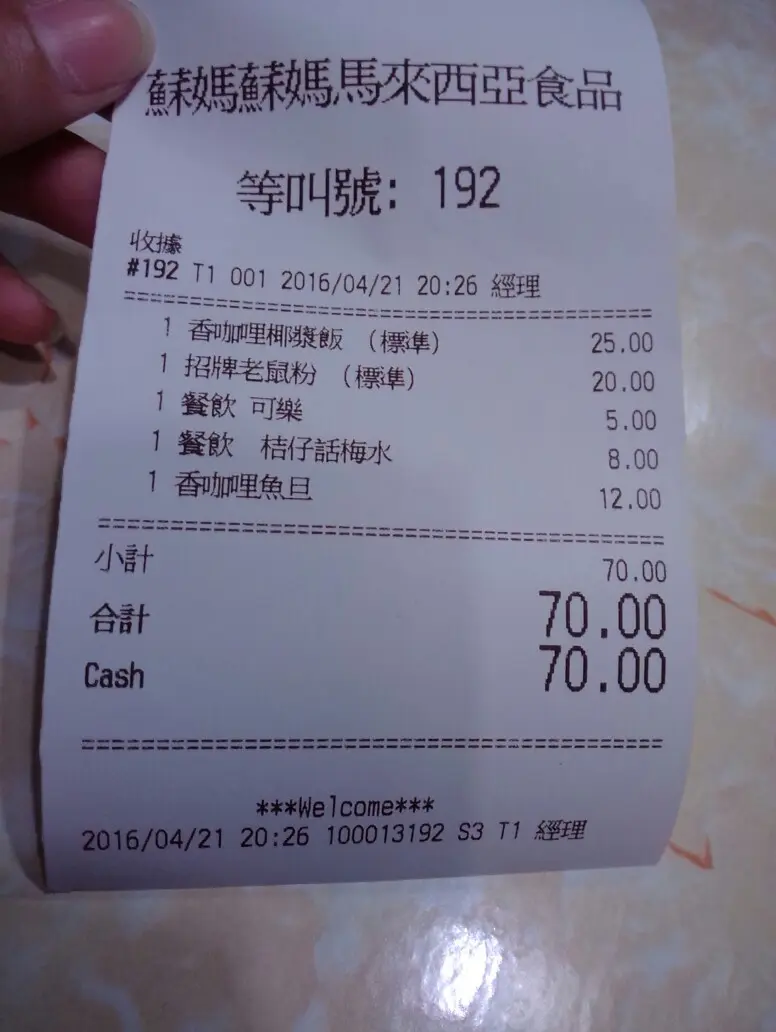 蘇媽蘇媽馬來西亞食品
等叫號: 192
收據
#192 T1 001 2016/04/21 20:26 經理
1 香咖哩椰漿飯 (標準) 25.00
1 招牌老鼠粉 (標準) 20.00
1 餐飲 可樂 5.00
1 餐飲 桔仔話梅水 8.00
1 香咖哩魚旦 12.00
小計 70.00
合計 70.00
Cash 70.00
***Welcome***
2016/04/21 20:26 100013192 S3 T1 經理